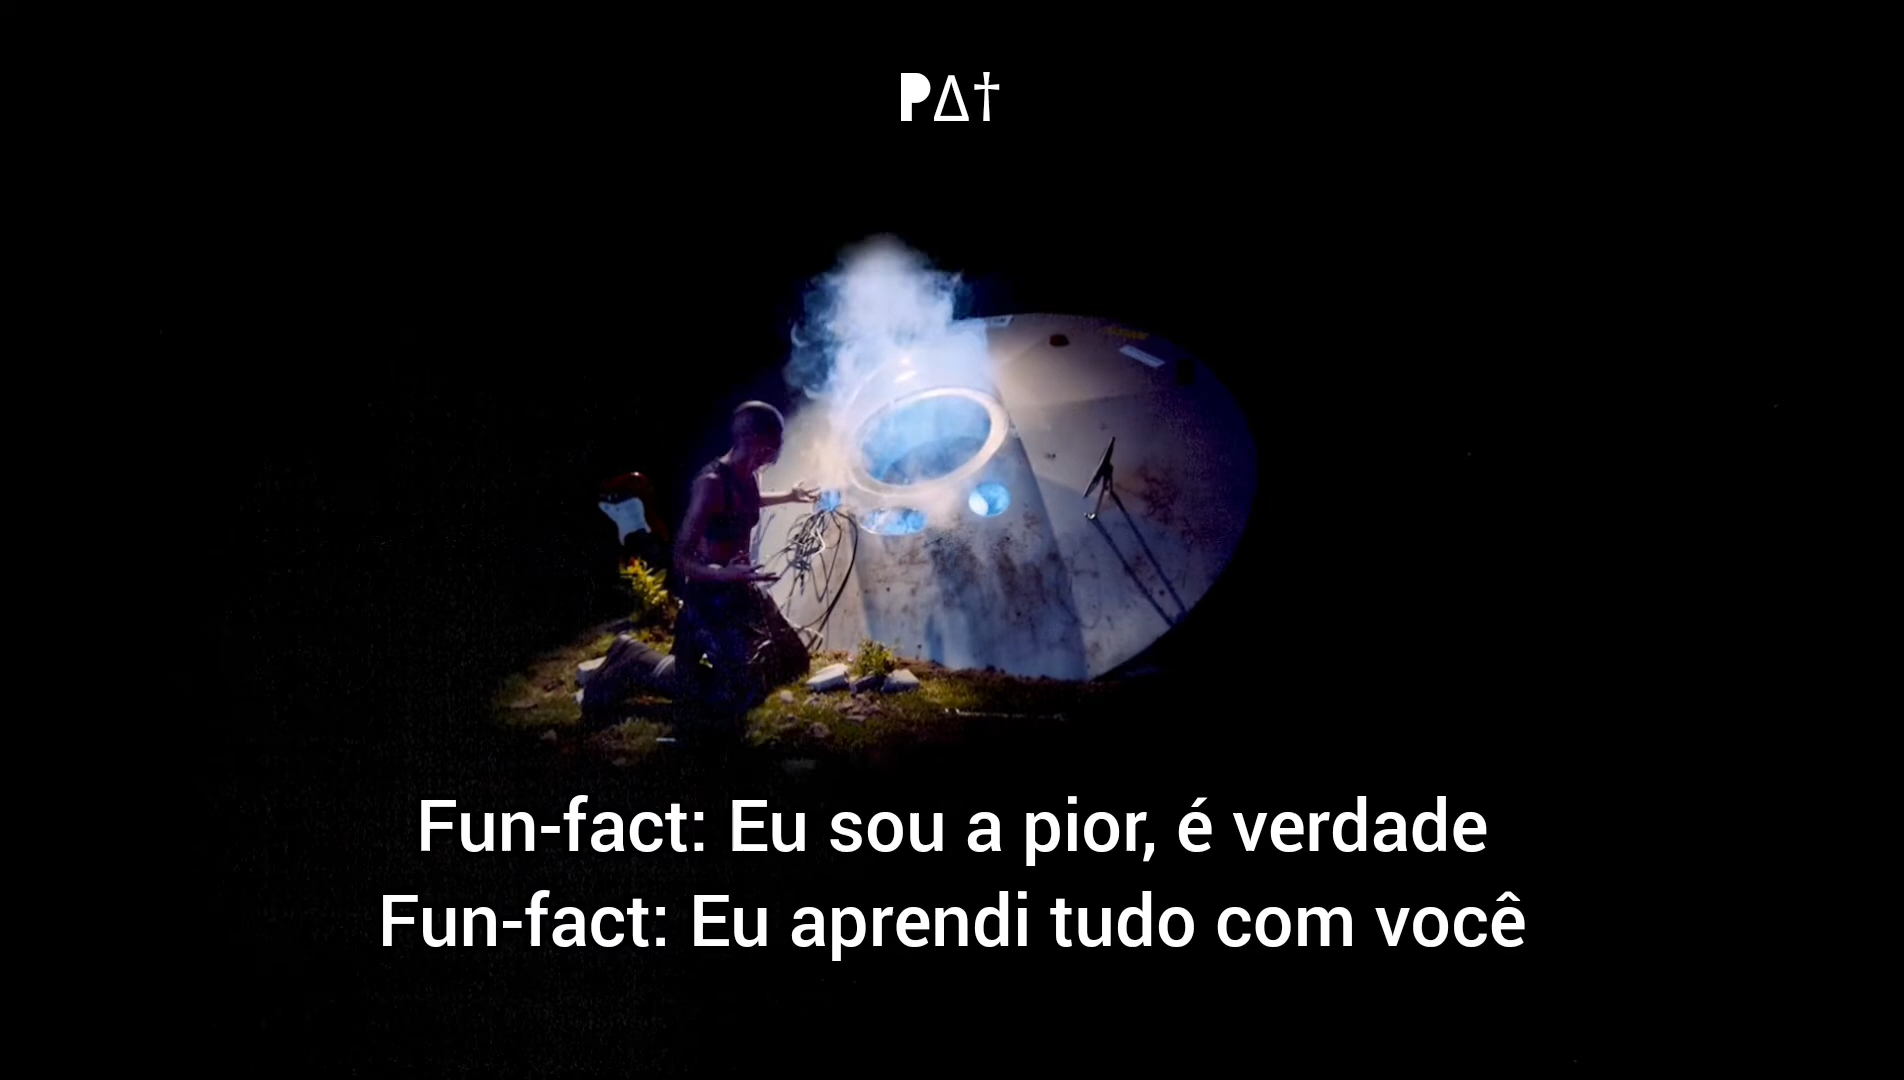 PΔ†
Fun-fact: Eu sou a pior, é verdade
Fun-fact: Eu aprendi tudo com você